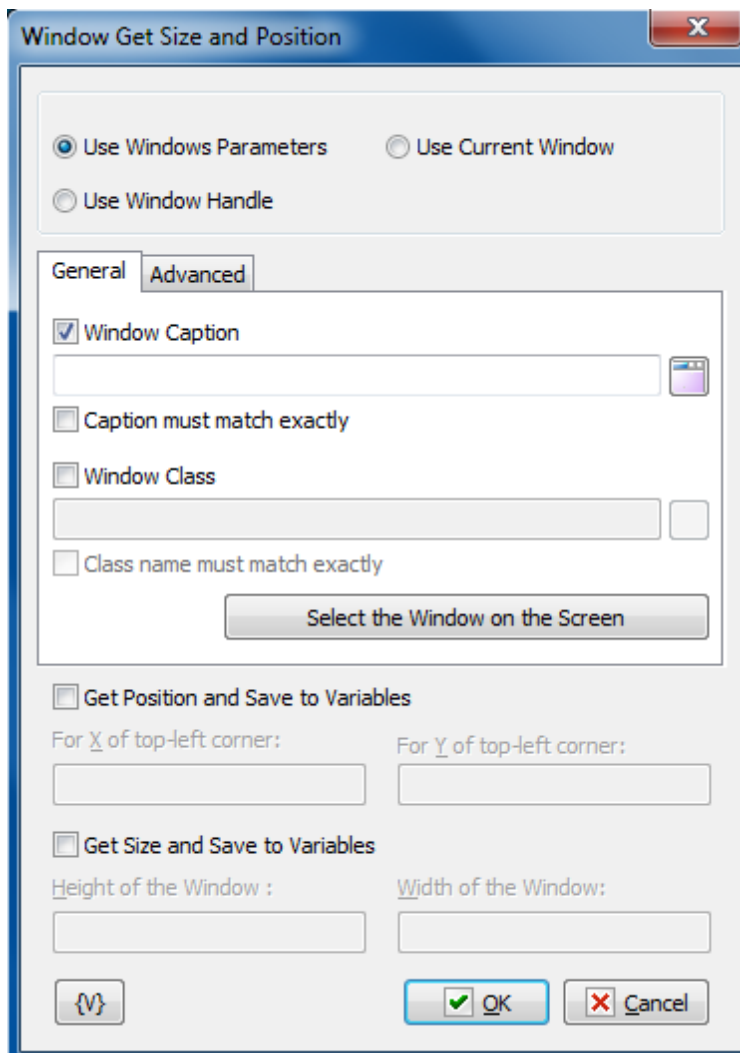 Window Get Size and Position
Use Windows Parameters
Use Current Window
Use Window Handle
General
Advanced
Window Caption
Caption must match exactly
Window Class
Class name must match exactly
Select the Window on the Screen
Get Position and Save to Variables
For X of top-left corner:
For Y of top-left corner:
Get Size and Save to Variables
Height of the Window :
Width of the Window:
{V}
OK
Cancel